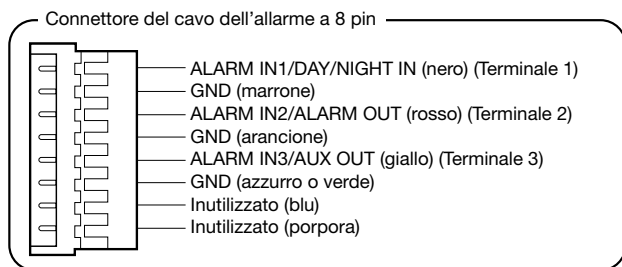 Connettore del cavo dell'allarme a 8 pin
ALARM IN1/DAY/NIGHT IN (nero) (Terminale 1)
GND (marrone)
ALARM IN2/ALARM OUT (rosso) (Terminale 2)
GND (arancione)
ALARM IN3/AUX OUT (giallo) (Terminale 3)
GND (azzurro o verde)
Inutilizzato (blu)
Inutilizzato (porpora)